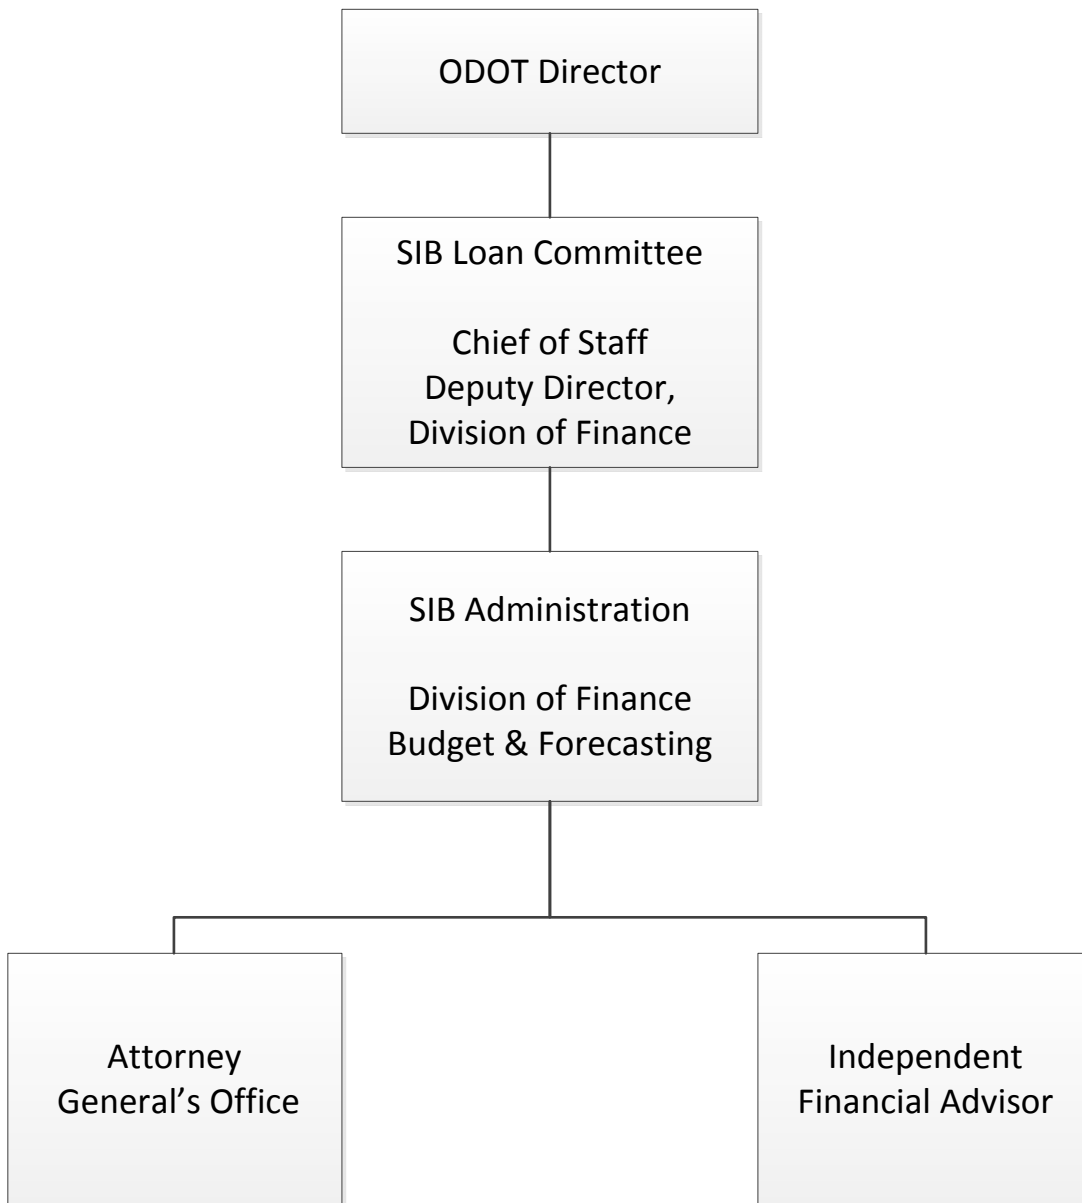 ODOT Director
SIB Loan Committee
Chief of Staff
Deputy Director,
Division of Finance
SIB Administration
Division of Finance
Budget & Forecasting
Attorney
General’s Office
Independent
Financial Advisor